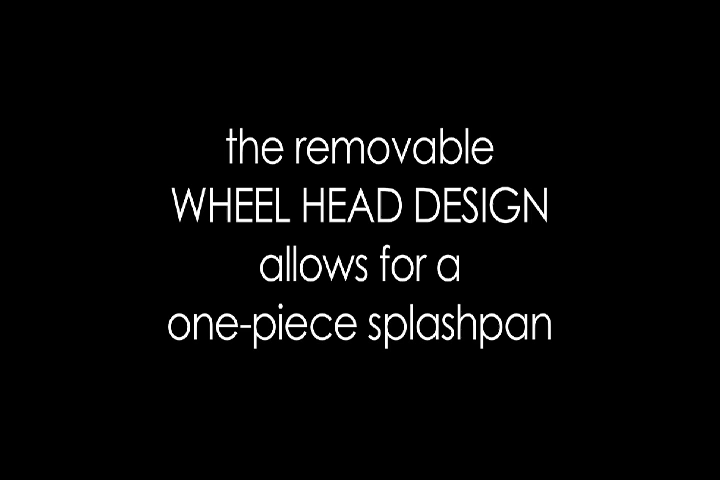 the removable
WHEEL HEAD DESIGN
allows for a
one-piece splashpan